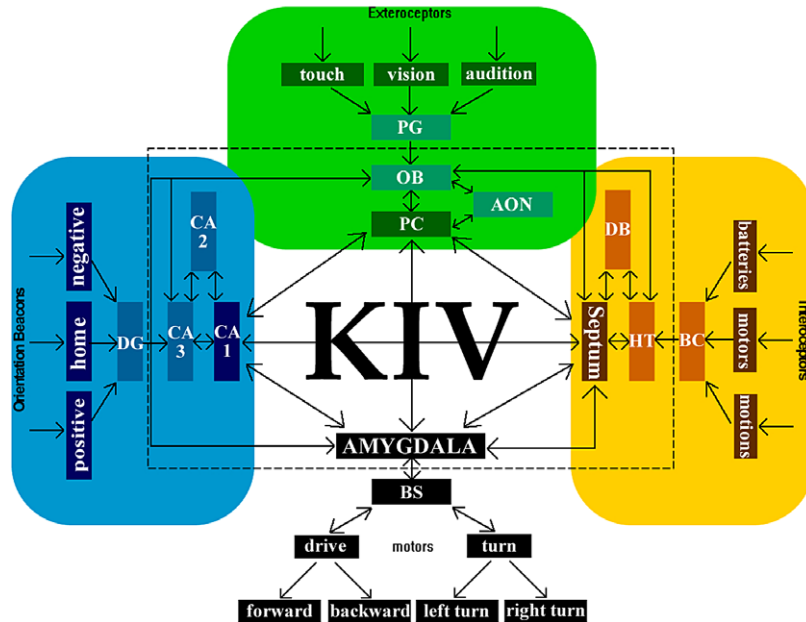 Exteroceptors
touch vision audition
PG
OB
AON
PC
Orientation Beacons
negative
home
positive
DG
CA
2
CA
3
CA
1
KIV
DB
Septum
HT
BC
batteries
motors
motions
Interoceptors
AMYGDALA
BS
drive motors turn
forward backward left turn right turn